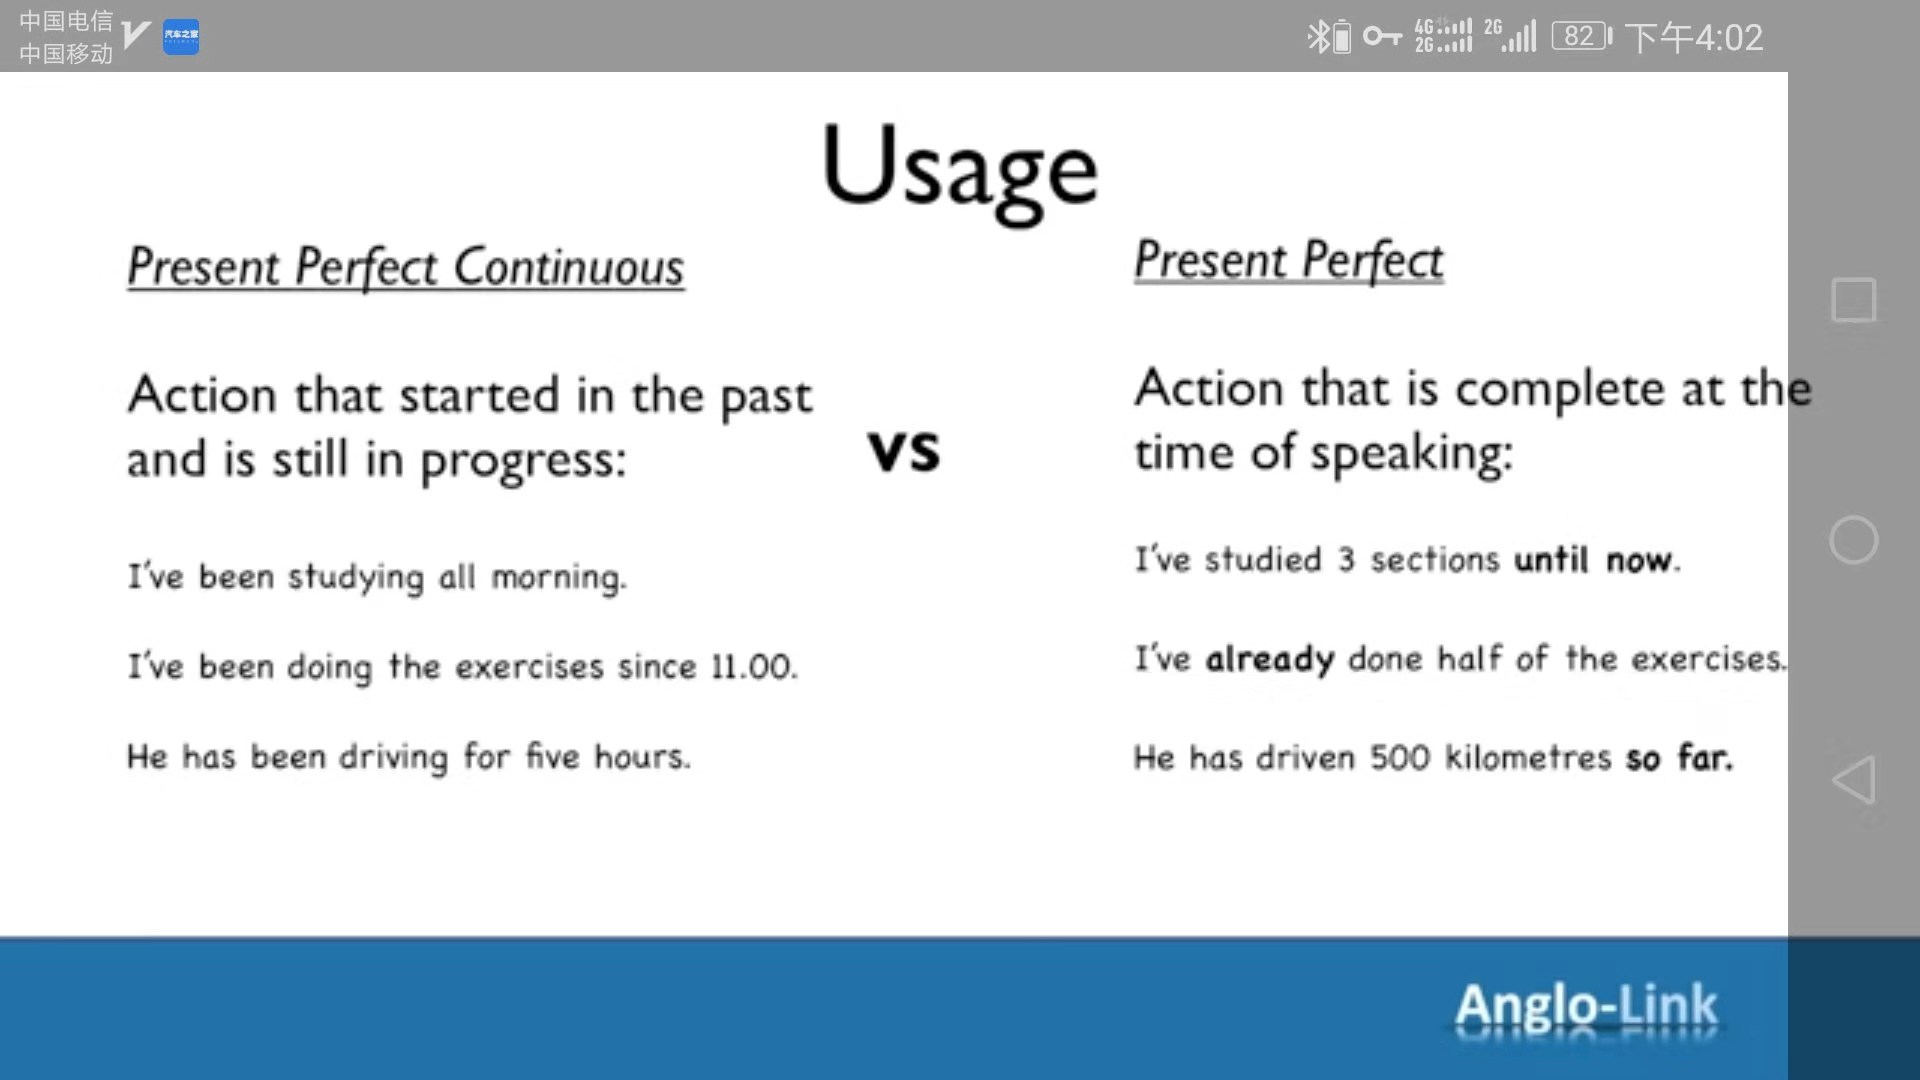 中国电信
中国移动
汽车之家
4G
2G
2G
82
下午4:02
Usage
Present Perfect Continuous
Action that started in the past
and is still in progress:
I've been studying all morning.
I've been doing the exercises since 11.00.
He has been driving for five hours.
vs
Present Perfect
Action that is complete at the
time of speaking:
I've studied 3 sections until now.
I've already done half of the exercises.
He has driven 500 kilometres so far.
Anglo-Link